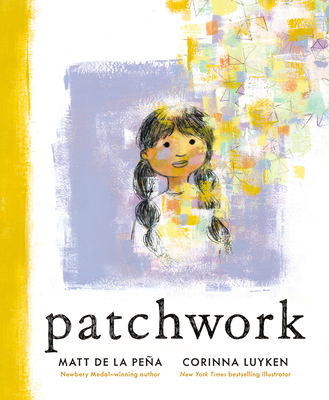 patchwork
MATT DE LA PEÑA CORINNA LUYKEN
Newbery Medal–winning author New York Times bestselling illustrator